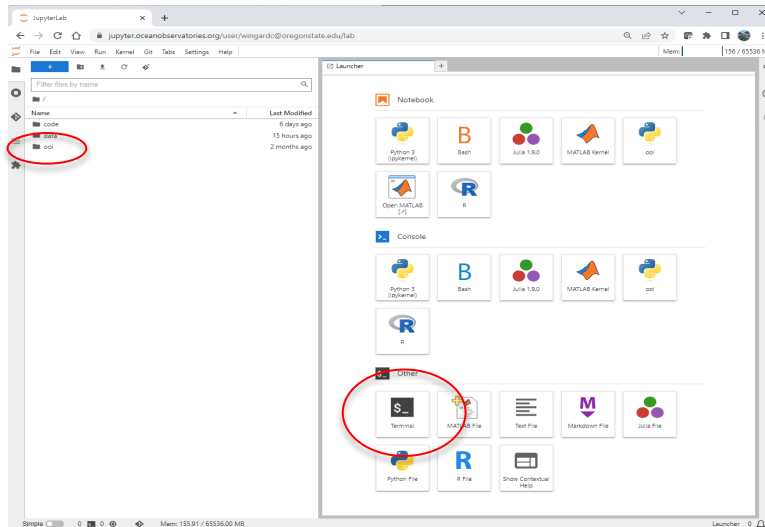 JupyterLab
jupyter.oceanobservatories.org/user/wingardc@oregonstate.edu/lab
File Edit View Run Kernel Git Tabs Settings Help
Mem: 156 / 65536 M
Launcher
Filter files by name
/
Name Last Modified
code 6 days ago
data 15 hours ago
ooi 2 months ago
Notebook
Python 3 (ipykernel)
Bash
Julia 1.9.0
MATLAB Kernel
ooi
Open MATLAB [↗]
R
Console
Python 3 (ipykernel)
Bash
Julia 1.9.0
MATLAB Kernel
ooi
R
$_ Other
$_
Terminal
MATLAB File
Text File
Markdown File
Julia File
Python File
R File
Show Contextual Help
Simple 0 0 Mem: 155.91 / 65536.00 MB Launcher 0